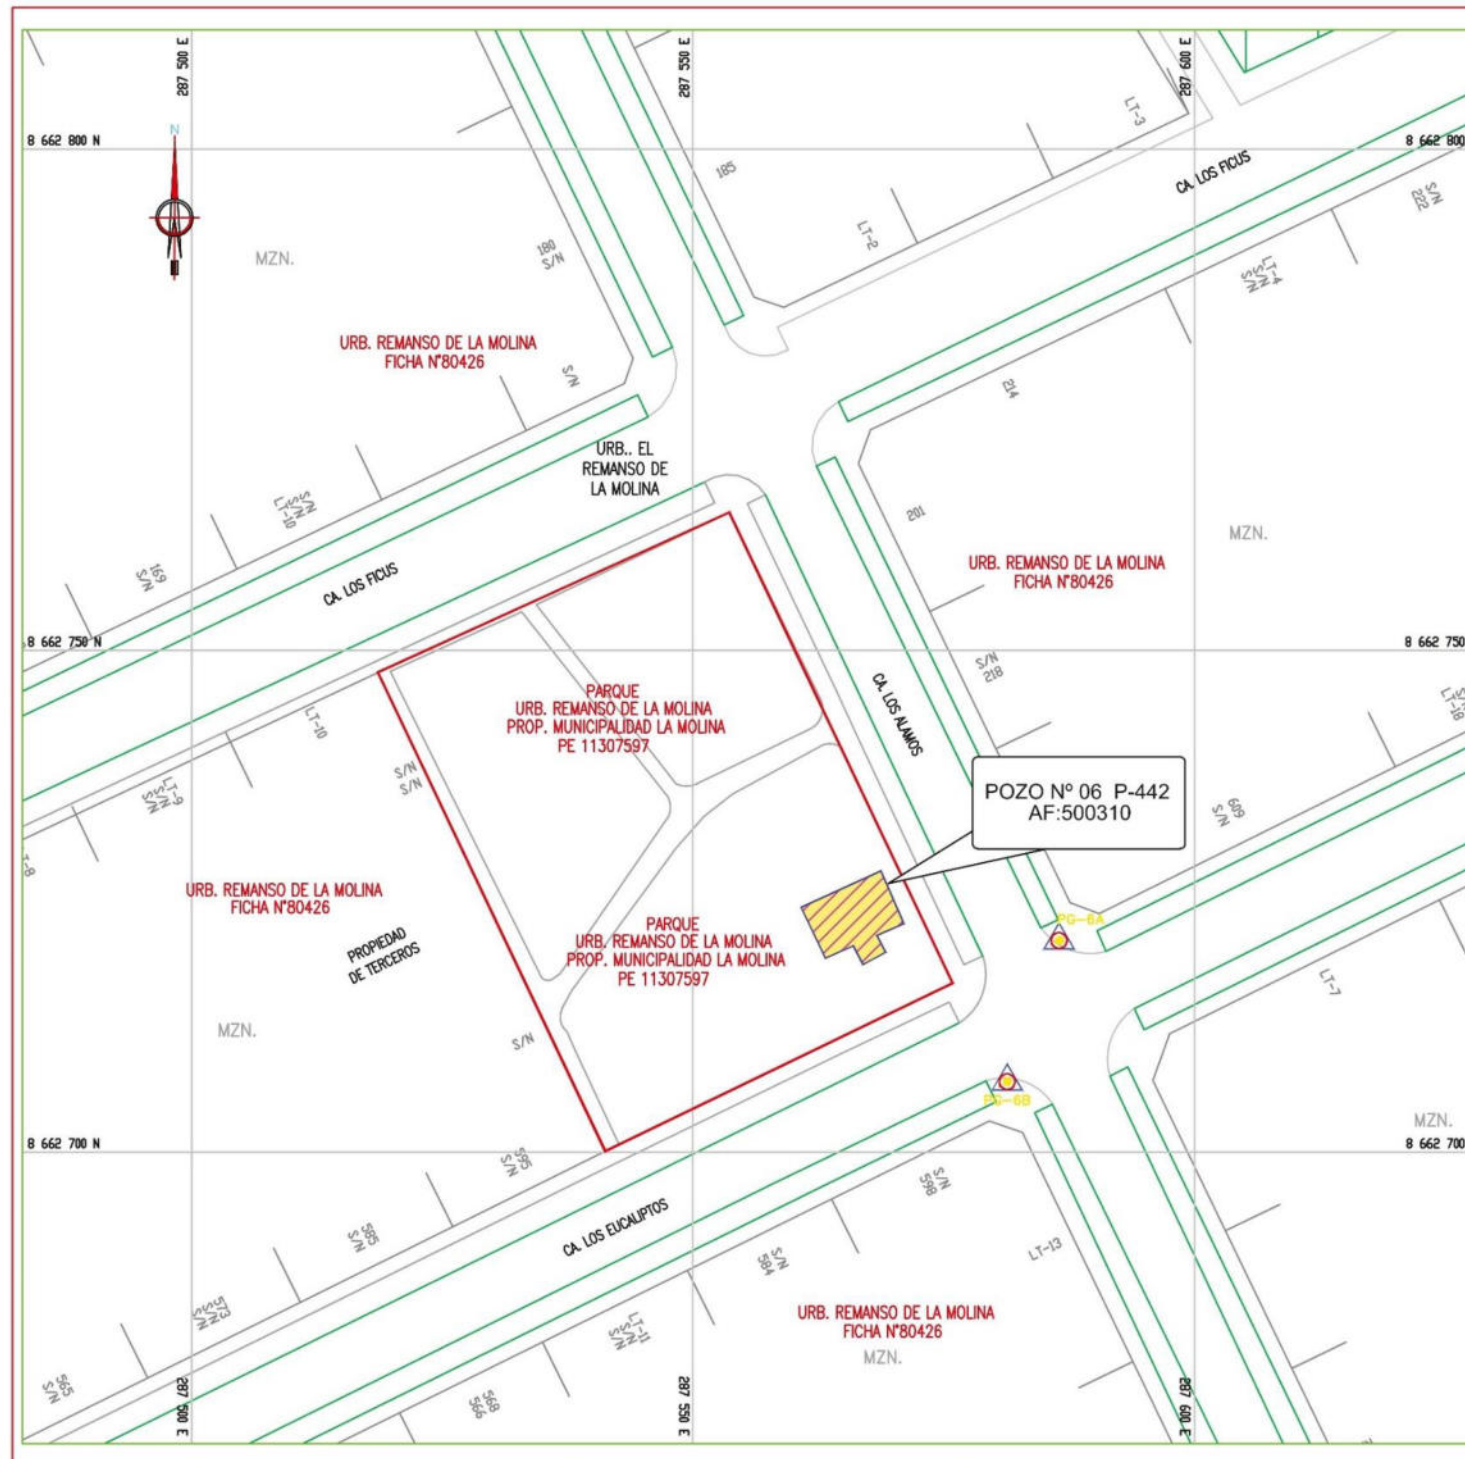 287 500 E
287 550 E
287 600 E
8 662 800 N
8 662 800
N
MZN.
180
S/N
185
LT-2
LT-3
CA. LOS FICUS
222
S/N
S/N
S/N
LT-4
URB. REMANSO DE LA MOLINA
FICHA N°80426
S/N
214
URB.. EL
REMANSO DE
LA MOLINA
LT-10
S/N
S/N
201
MZN.
169
S/N
CA. LOS FICUS
URB. REMANSO DE LA MOLINA
FICHA N°80426
8 662 750 N
8 662 750
S/N
218
LT-18
S/N
LT-10
PARQUE
URB. REMANSO DE LA MOLINA
PROP. MUNICIPALIDAD LA MOLINA
PE 11307597
CA. LOS ALAMOS
S/N
S/N
LT-9
S/N
S/N
POZO Nº 06 P-442
AF:500310
609
S/N
URB. REMANSO DE LA MOLINA
FICHA N°80426
PROPIEDAD
DE TERCEROS
PARQUE
URB. REMANSO DE LA MOLINA
PROP. MUNICIPALIDAD LA MOLINA
PE 11307597
PG-6A
LT-7
MZN.
S/N
PG-6B
MZN.
8 662 700 N
8 662 700
595
S/N
598
S/N
585
S/N
CA. LOS EUCALIPTOS
584
S/N
LT-13
573
S/N
S/N
LT-11
S/N
S/N
URB. REMANSO DE LA MOLINA
FICHA N°80426
MZN.
565
S/N
566
568
287 500 E
287 550 E
287 600 E